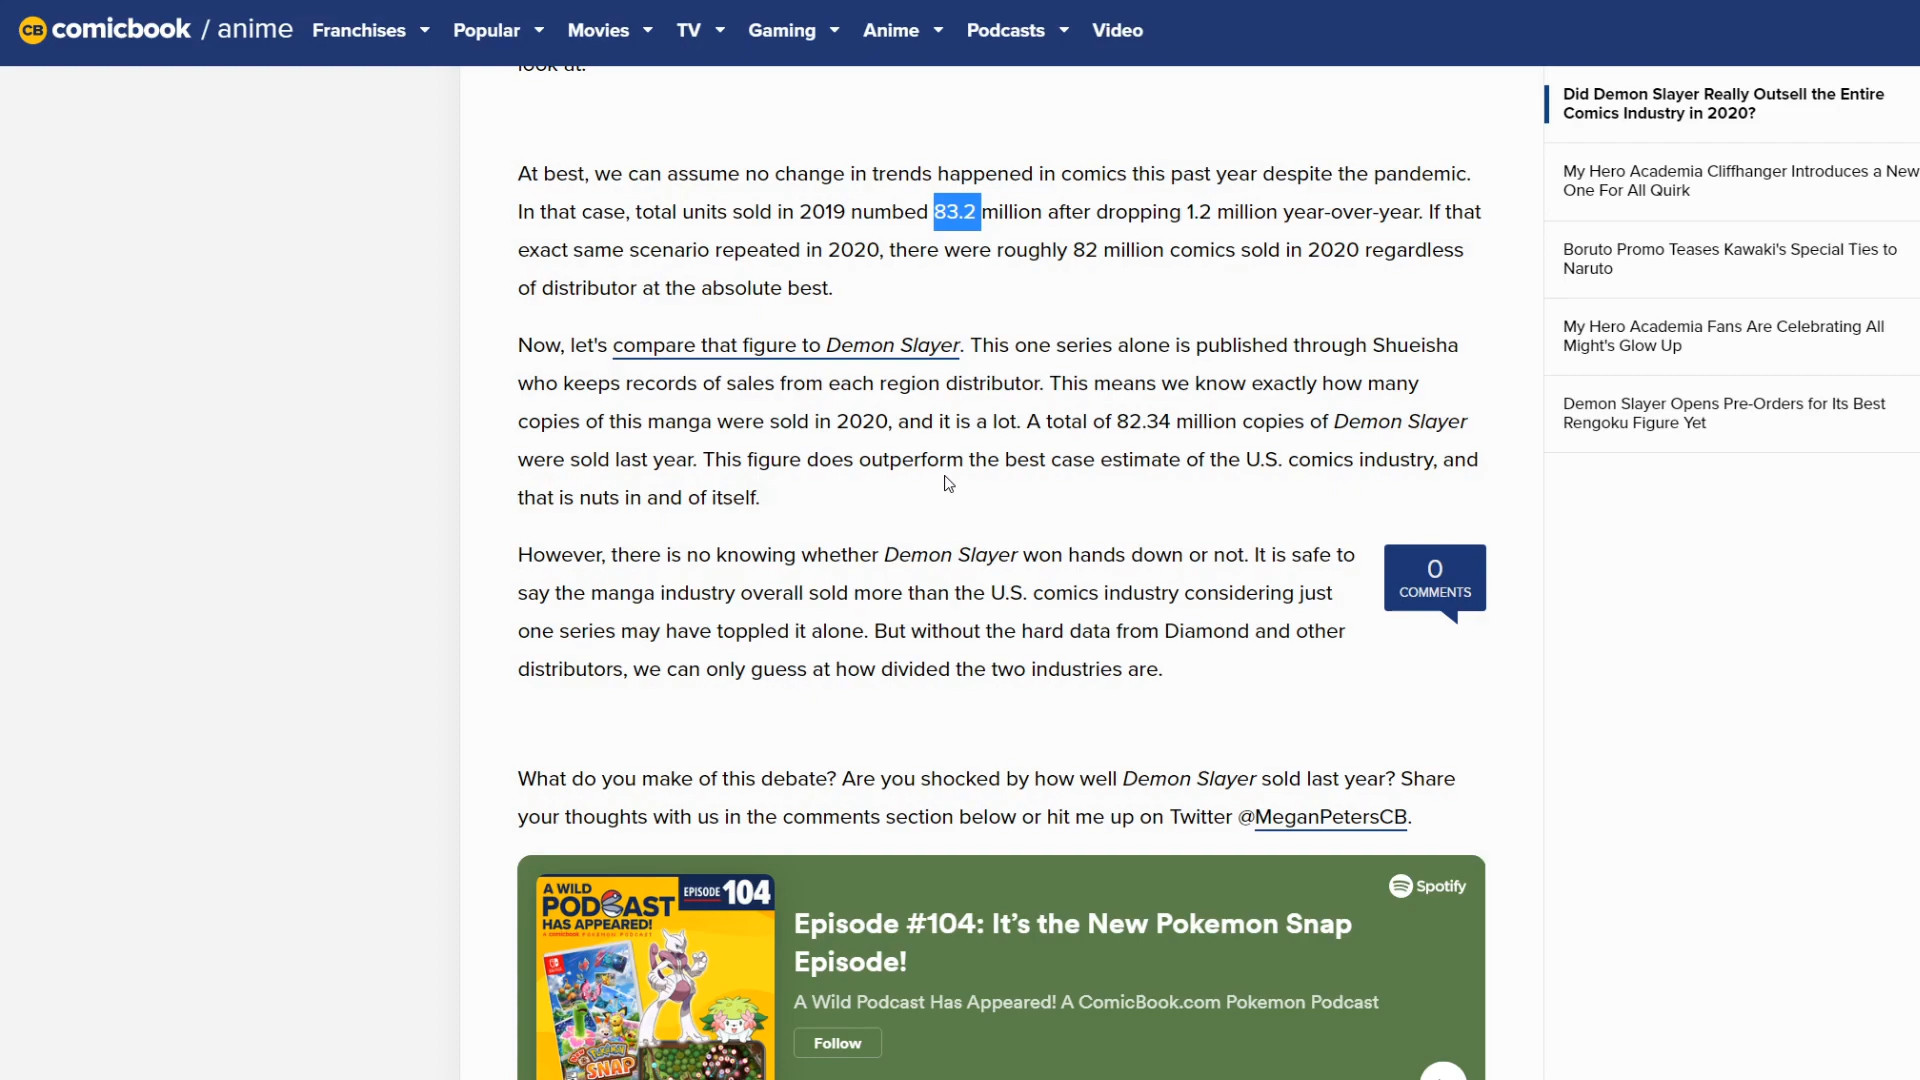 CB comicbook / anime Franchises Popular Movies TV Gaming Anime Podcasts Video
look at.
At best, we can assume no change in trends happened in comics this past year despite the pandemic.
In that case, total units sold in 2019 numbed 83.2 million after dropping 1.2 million year-over-year. If that
exact same scenario repeated in 2020, there were roughly 82 million comics sold in 2020 regardless
of distributor at the absolute best.
Now, let's compare that figure to Demon Slayer. This one series alone is published through Shueisha
who keeps records of sales from each region distributor. This means we know exactly how many
copies of this manga were sold in 2020, and it is a lot. A total of 82.34 million copies of Demon Slayer
were sold last year. This figure does outperform the best case estimate of the U.S. comics industry, and
that is nuts in and of itself.
However, there is no knowing whether Demon Slayer won hands down or not. It is safe to
say the manga industry overall sold more than the U.S. comics industry considering just
one series may have toppled it alone. But without the hard data from Diamond and other
distributors, we can only guess at how divided the two industries are.
0
COMMENTS
What do you make of this debate? Are you shocked by how well Demon Slayer sold last year? Share
your thoughts with us in the comments section below or hit me up on Twitter @MeganPetersCB.
A WILD
PODCAST
HAS APPEARED!
A comicbook POKEMON PODCAST
EPISODE 104
SNAP
Spotify
Episode #104: It's the New Pokemon Snap
Episode!
A Wild Podcast Has Appeared! A ComicBook.com Pokemon Podcast
Follow
Did Demon Slayer Really Outsell the Entire
Comics Industry in 2020?
My Hero Academia Cliffhanger Introduces a New
One For All Quirk
Boruto Promo Teases Kawaki's Special Ties to
Naruto
My Hero Academia Fans Are Celebrating All
Might's Glow Up
Demon Slayer Opens Pre-Orders for Its Best
Rengoku Figure Yet